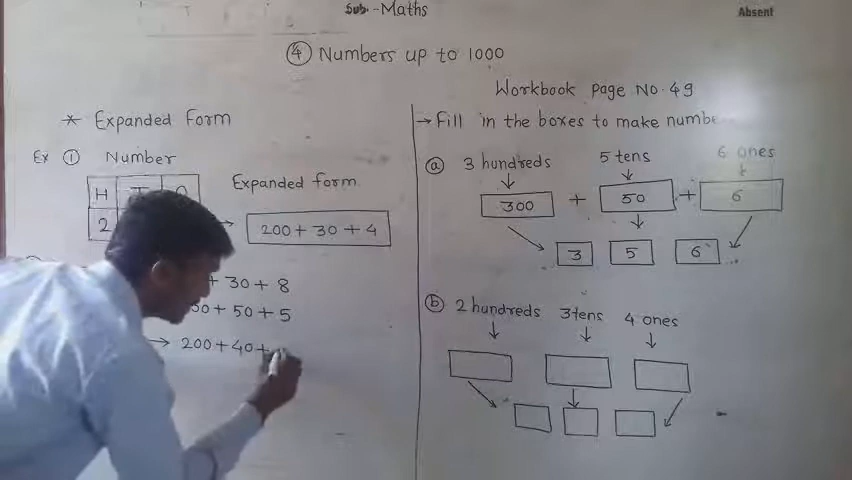 Sub:-Maths
Absent
④ Numbers up to 1000
Workbook page No. 49
* Expanded Form
→ Fill in the boxes to make
Ex ① Number
Expanded form
H T O
2
→ 200 + 30 + 4
+ 30 + 8
+ 50 + 5
→ 200 + 40 +
ⓐ 3 hundreds 5 tens 6 ones
300 + 50 + 6
3 5 6
ⓑ 2 hundreds 3 tens 4 ones